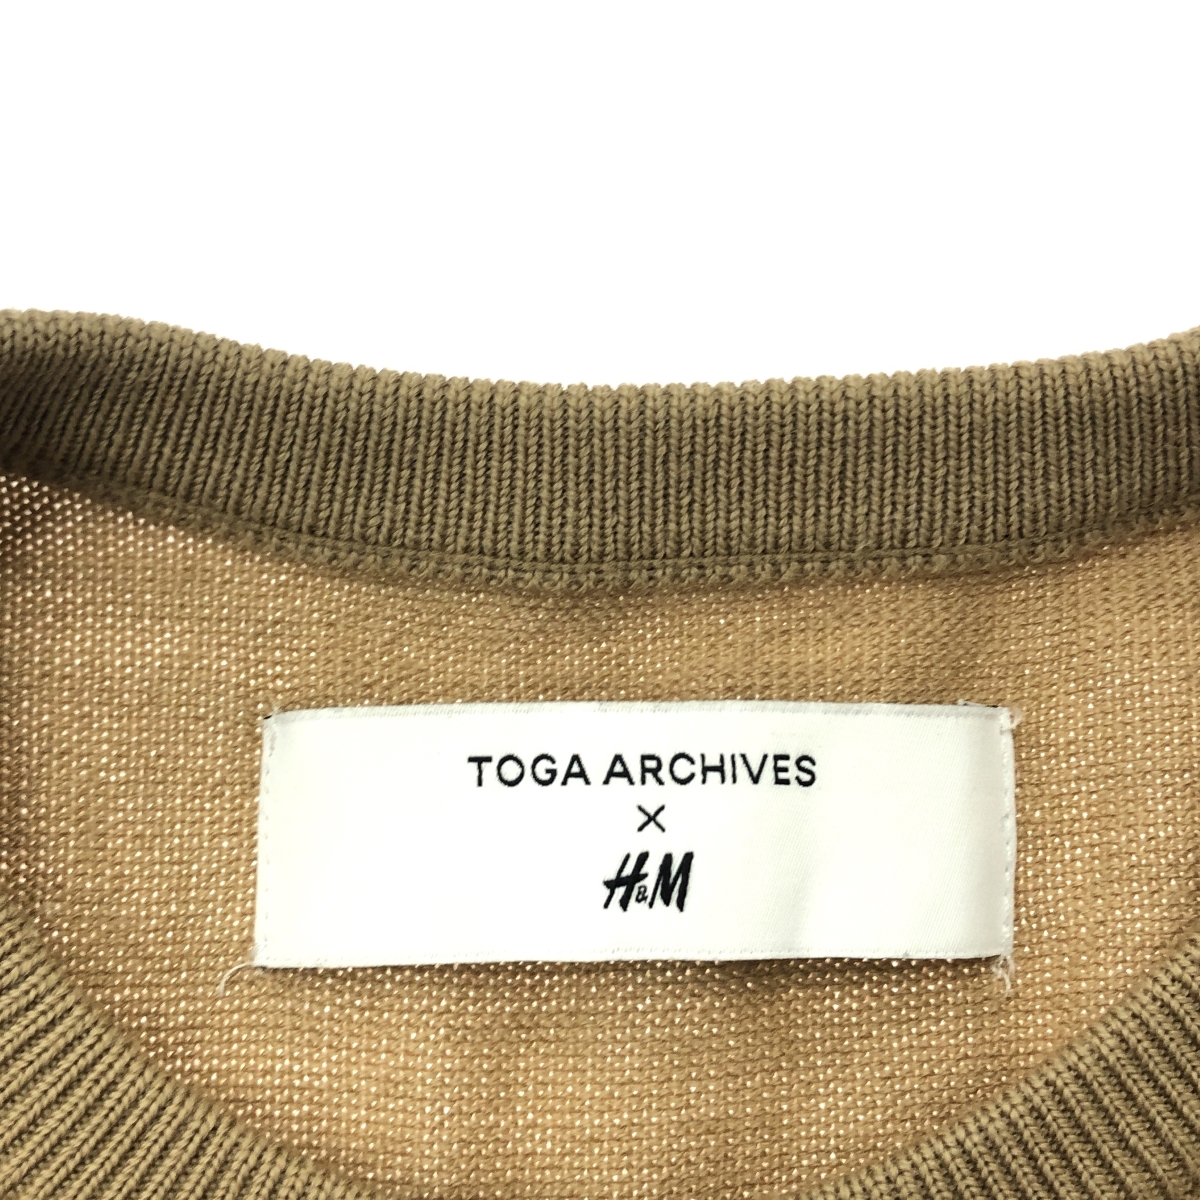 TOGA ARCHIVES
×
H&M